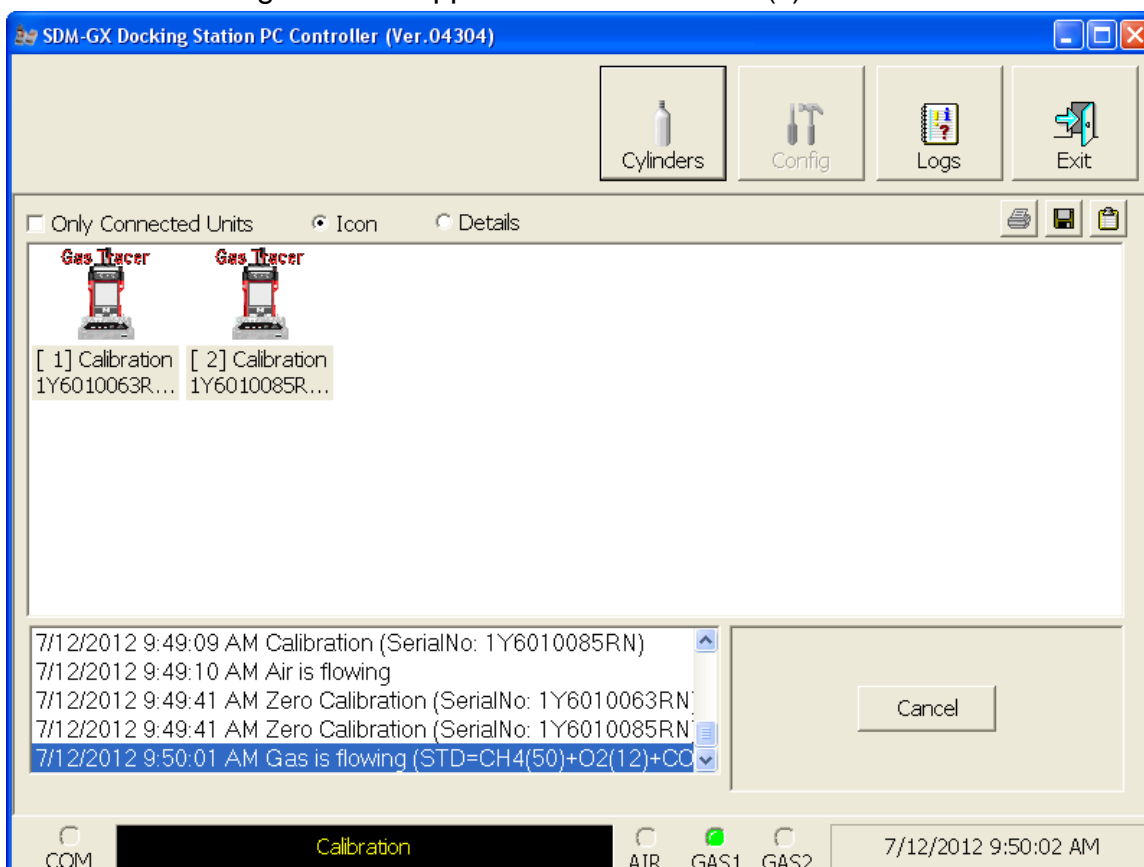 SDM-GX Docking Station PC Controller (Ver.04304)
Cylinders
Config
Logs
Exit
Only Connected Units
Icon
Details
Gas Tracer
Gas Tracer
[ 1] Calibration
1Y6010063R...
[ 2] Calibration
1Y6010085R...
7/12/2012 9:49:09 AM Calibration (SerialNo: 1Y6010085RN)
7/12/2012 9:49:10 AM Air is flowing
7/12/2012 9:49:41 AM Zero Calibration (SerialNo: 1Y6010063RN
7/12/2012 9:49:41 AM Zero Calibration (SerialNo: 1Y6010085RN
7/12/2012 9:50:01 AM Gas is flowing (STD=CH4(50)+O2(12)+CO
Cancel
COM
Calibration
AIR
GAS1
GAS2
7/12/2012 9:50:02 AM